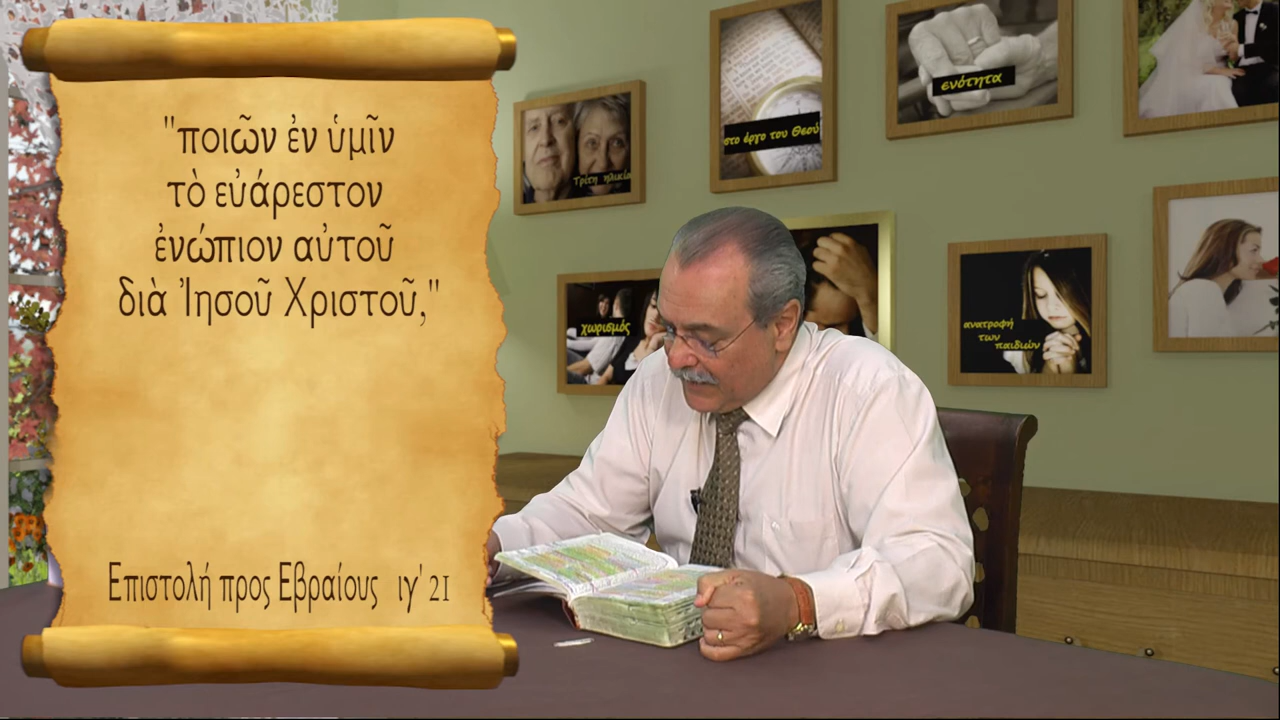 "ποιῶν ἐν ὑμῖν
τὸ εὐάρεστον
ἐνώπιον αὐτοῦ
διὰ Ἰησοῦ Χριστοῦ,"
Επιστολή προς Εβραίους ιγ' 21
Τρίτη ηλικία
στο έργο του Θεού
ενότητα
χωρισμός
ανατροφή
των
παιδιών